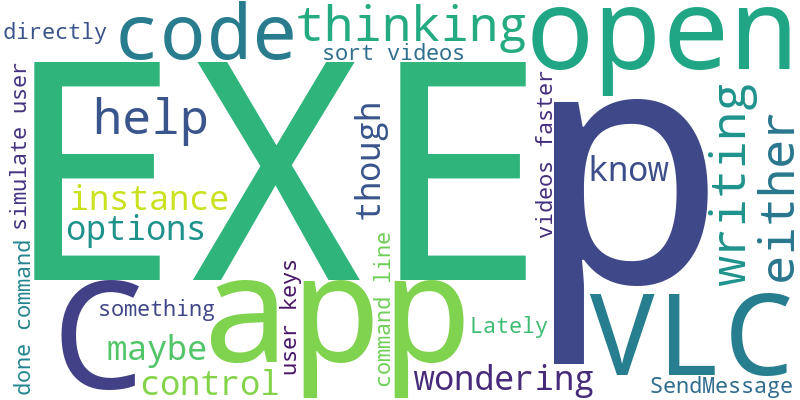 directly
code
thinking
open
sort videos
EXE
p
simulate user
help
though
videos faster
know
writing
either
instance
options
done command
C
something
app
user keys
command line
Lately
VLC
maybe
control
wondering
SendMessage